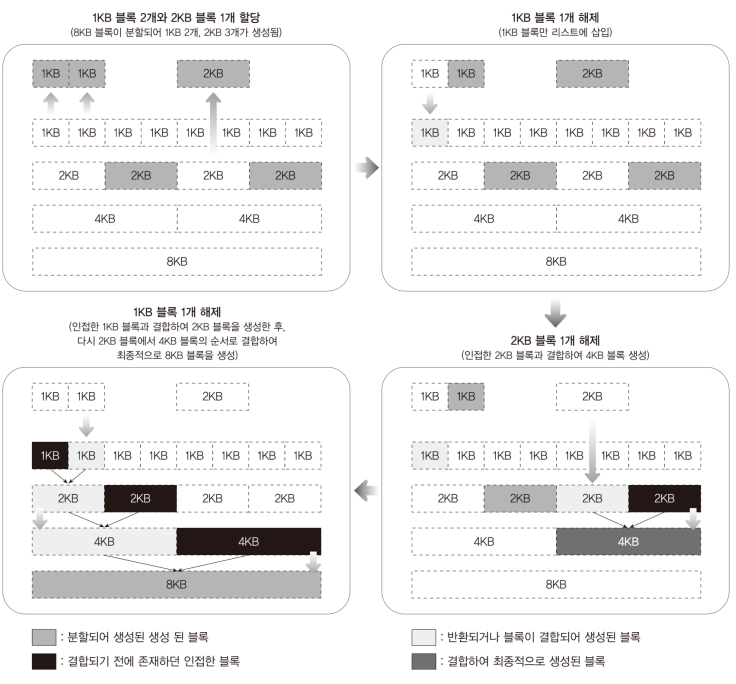 1KB 블록 2개와 2KB 블록 1개 할당
(8KB 블록이 분할되어 1KB 2개, 2KB 3개가 생성됨)
1KB 1KB 2KB
1KB 1KB 1KB 1KB 1KB 1KB 1KB 1KB
2KB 2KB 2KB 2KB
4KB 4KB
8KB
1KB 블록 1개 해제
(1KB 블록만 리스트에 삽입)
1KB 1KB 2KB
1KB 1KB 1KB 1KB 1KB 1KB 1KB 1KB
2KB 2KB 2KB 2KB
4KB 4KB
8KB
2KB 블록 1개 해제
(인접한 2KB 블록과 결합하여 4KB 블록 생성)
1KB 1KB 2KB
1KB 1KB 1KB 1KB 1KB 1KB 1KB 1KB
2KB 2KB 2KB 2KB
4KB 4KB
8KB
1KB 블록 1개 해제
(인접한 1KB 블록과 결합하여 2KB 블록을 생성한 후,
다시 2KB 블록에서 4KB 블록의 순서로 결합하여
최종적으로 8KB 블록을 생성)
1KB 1KB 2KB
1KB 1KB 1KB 1KB 1KB 1KB 1KB 1KB
2KB 2KB 2KB 2KB
4KB 4KB
8KB
: 분할되어 생성된 생성 된 블록
: 반환되거나 블록이 결합되어 생성된 블록
: 결합되기 전에 존재하던 인접한 블록
: 결합하여 최종적으로 생성된 블록